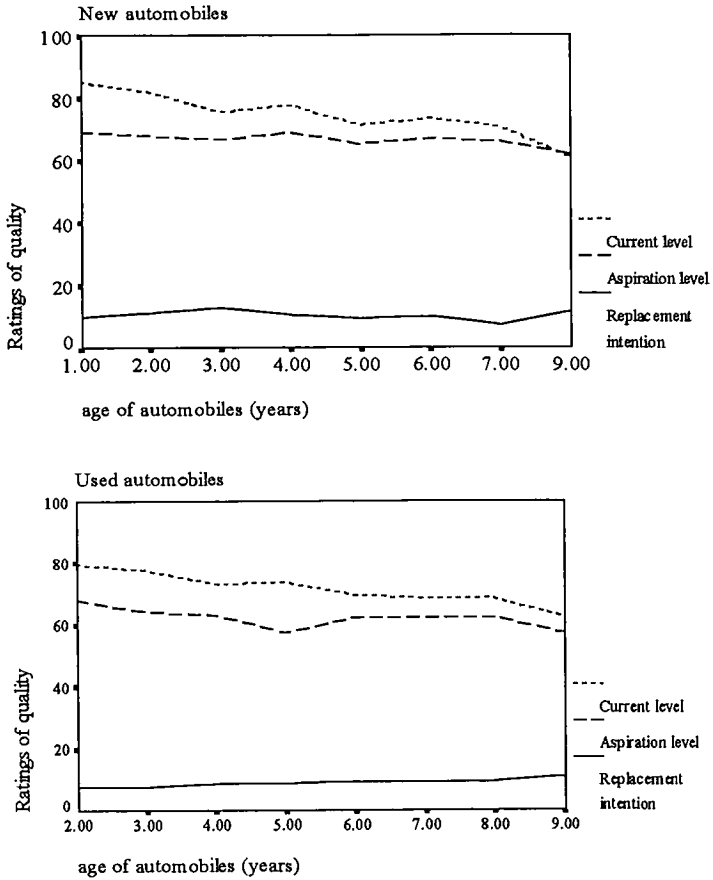 New automobiles
100
80
60
40
20
0
Ratings of quality
1.00 2.00 3.00 4.00 5.00 6.00 7.00 9.00
age of automobiles (years)
Current level
Aspiration level
Replacement
intention
Used automobiles
100
80
60
40
20
0
Ratings of quality
2.00 3.00 4.00 5.00 6.00 7.00 8.00 9.00
age of automobiles (years)
Current level
Aspiration level
Replacement
intention